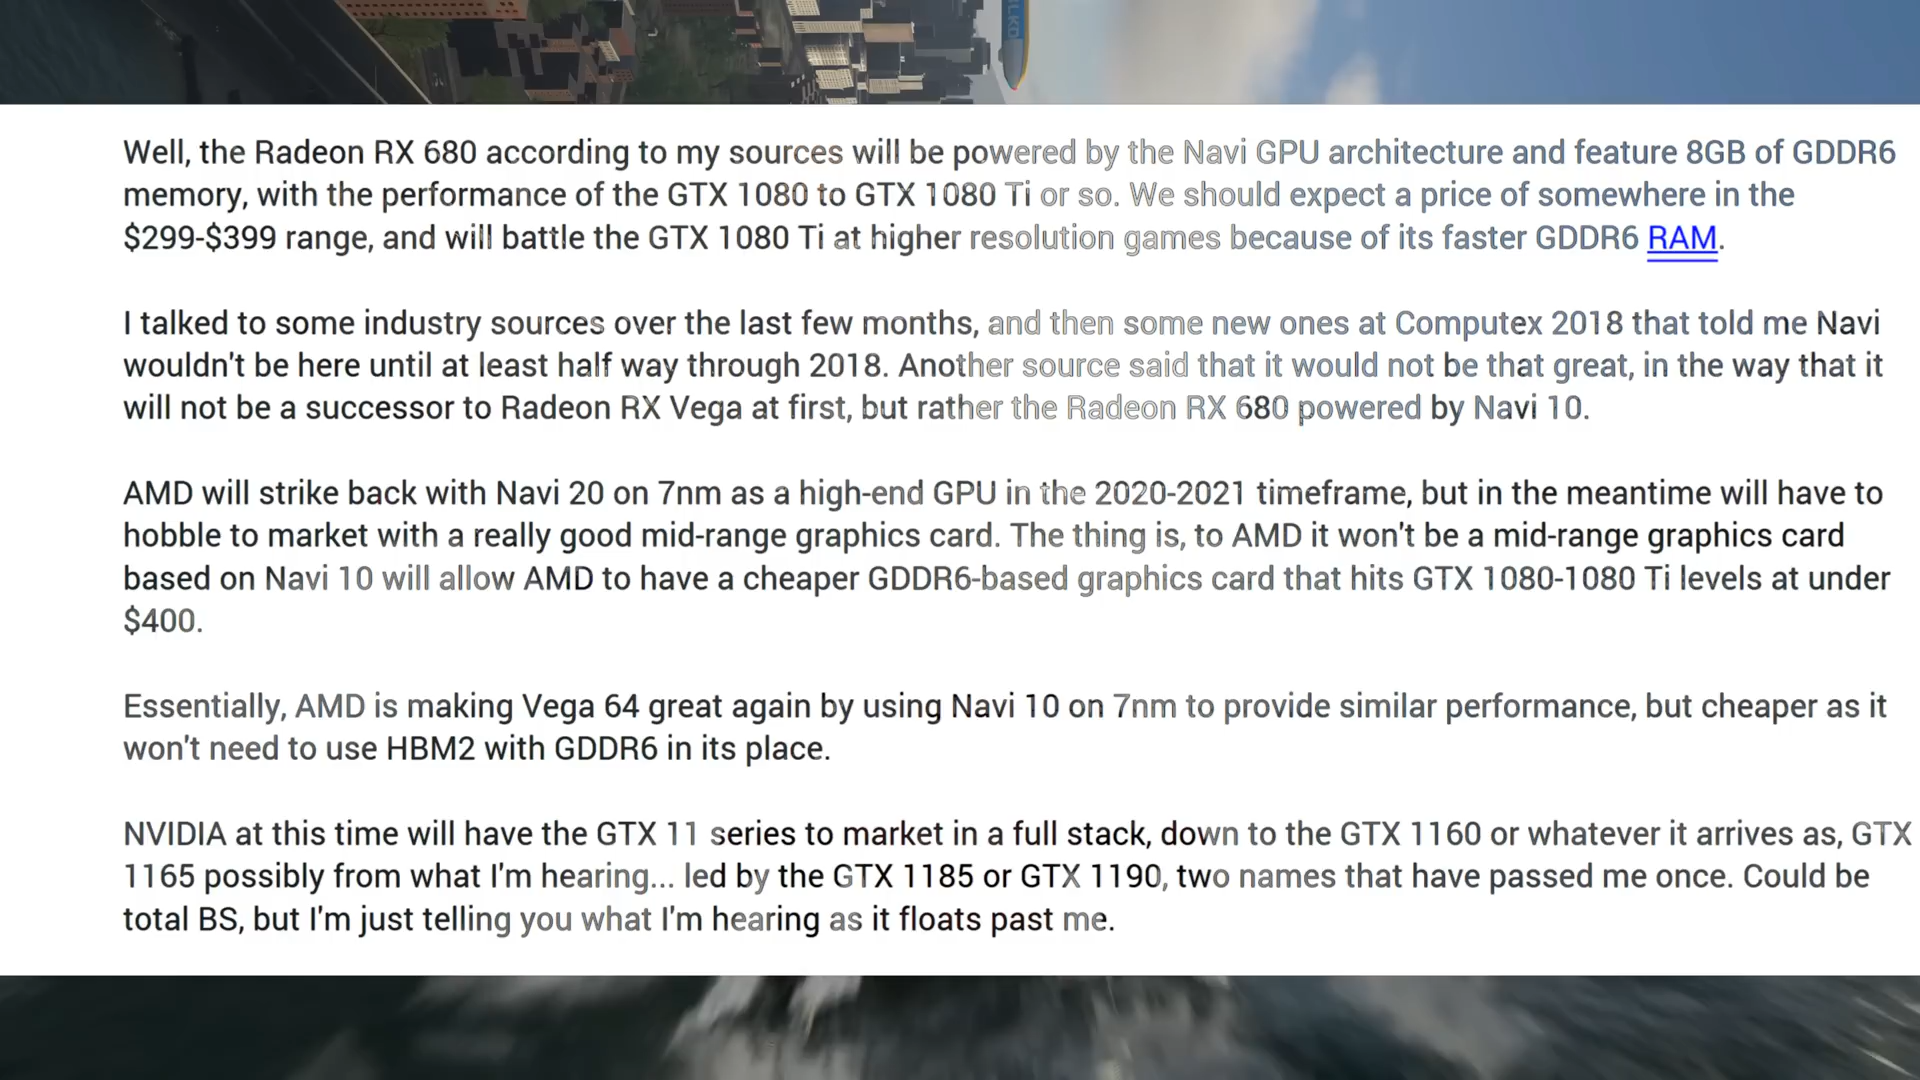 Well, the Radeon RX 680 according to my sources will be powered by the Navi GPU architecture and feature 8GB of GDDR6
memory, with the performance of the GTX 1080 to GTX 1080 Ti or so. We should expect a price of somewhere in the
$299-$399 range, and will battle the GTX 1080 Ti at higher resolution games because of its faster GDDR6 RAM.
I talked to some industry sources over the last few months, and then some new ones at Computex 2018 that told me Navi
wouldn't be here until at least half way through 2018. Another source said that it would not be that great, in the way that it
will not be a successor to Radeon RX Vega at first, but rather the Radeon RX 680 powered by Navi 10.
AMD will strike back with Navi 20 on 7nm as a high-end GPU in the 2020-2021 timeframe, but in the meantime will have to
hobble to market with a really good mid-range graphics card. The thing is, to AMD it won't be a mid-range graphics card
based on Navi 10 will allow AMD to have a cheaper GDDR6-based graphics card that hits GTX 1080-1080 Ti levels at under
$400.
Essentially, AMD is making Vega 64 great again by using Navi 10 on 7nm to provide similar performance, but cheaper as it
won't need to use HBM2 with GDDR6 in its place.
NVIDIA at this time will have the GTX 11 series to market in a full stack, down to the GTX 1160 or whatever it arrives as, GTX
1165 possibly from what I'm hearing... led by the GTX 1185 or GTX 1190, two names that have passed me once. Could be
total BS, but I'm just telling you what I'm hearing as it floats past me.